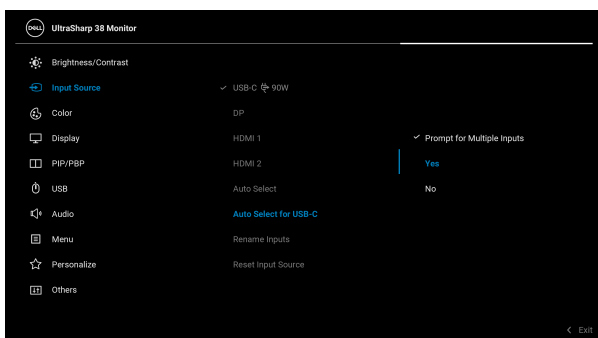 DELL UltraSharp 38 Monitor
Brightness/Contrast
Input Source
Color
Display
PIP/PBP
USB
Audio
Menu
Personalize
Others
USB-C 90W
DP
HDMI 1
HDMI 2
Auto Select
Auto Select for USB-C
Rename Inputs
Reset Input Source
Prompt for Multiple Inputs
Yes
No
Exit